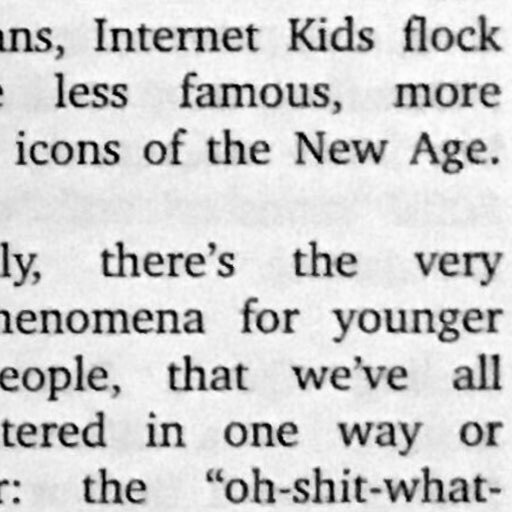 ans, Internet Kids flock
less famous, more
icons of the New Age.
ly, there's the very
henomena for younger
eople, that we've all
tered in one way or
r: the “oh-shit-what-